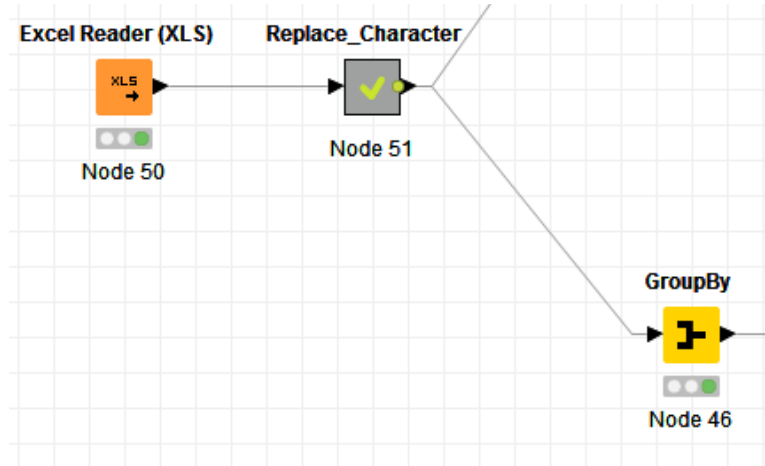 Excel Reader (XLS)
Replace_Character
XLS
Node 50
Node 51
GroupBy
Node 46